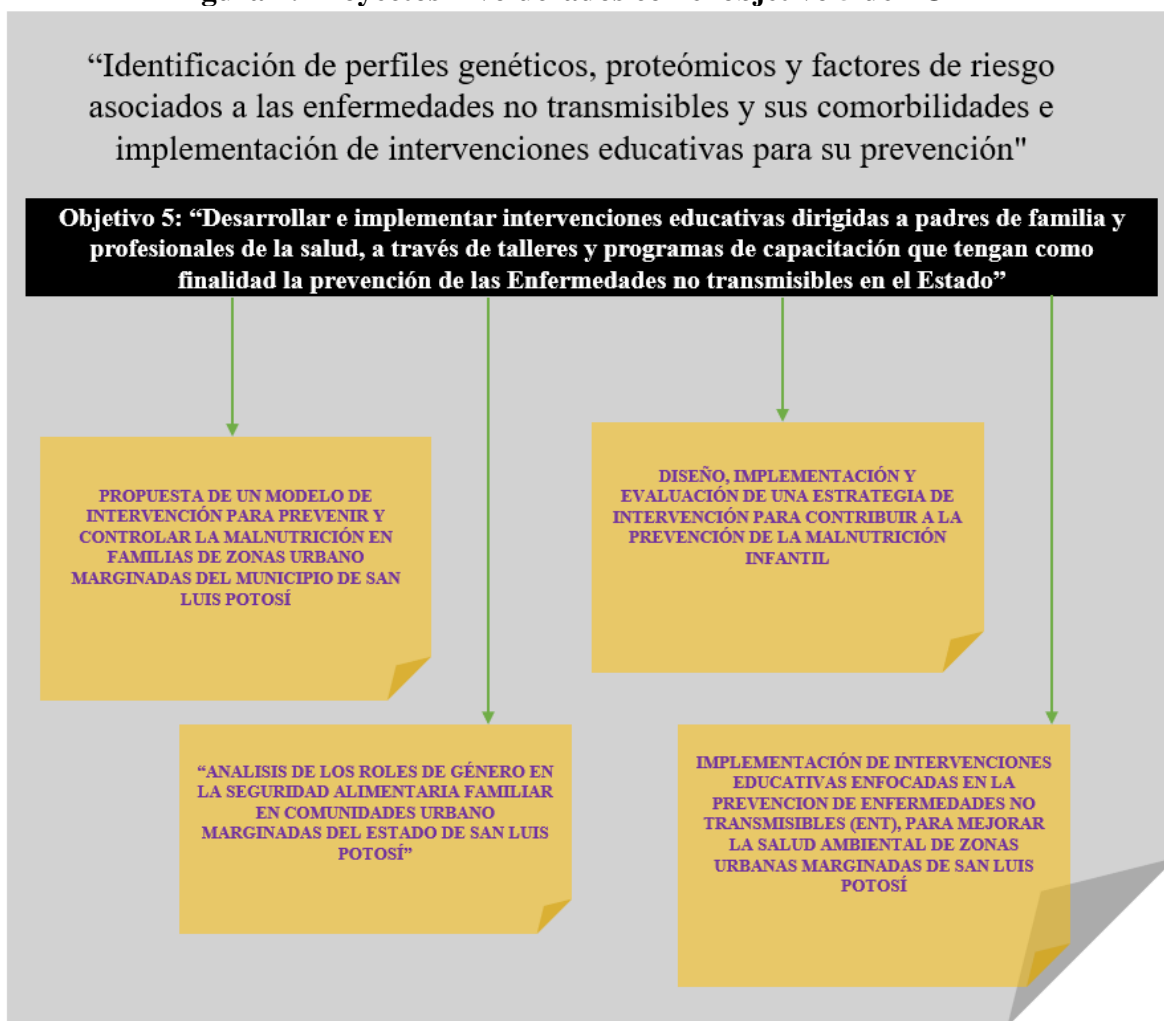 “Identificación de perfiles genéticos, proteómicos y factores de riesgo
asociados a las enfermedades no transmisibles y sus comorbilidades e
implementación de intervenciones educativas para su prevención"
Objetivo 5: “Desarrollar e implementar intervenciones educativas dirigidas a padres de familia y
profesionales de la salud, a través de talleres y programas de capacitación que tengan como
finalidad la prevención de las Enfermedades no transmisibles en el Estado”
PROPUESTA DE UN MODELO DE
INTERVENCIÓN PARA PREVENIR Y
CONTROLAR LA MALNUTRICIÓN EN
FAMILIAS DE ZONAS URBANO
MARGINADAS DEL MUNICIPIO DE SAN
LUIS POTOSÍ
DISEÑO, IMPLEMENTACIÓN Y
EVALUACIÓN DE UNA ESTRATEGIA DE
INTERVENCIÓN PARA CONTRIBUIR A LA
PREVENCIÓN DE LA MALNUTRICIÓN
INFANTIL
“ANALISIS DE LOS ROLES DE GÉNERO EN
LA SEGURIDAD ALIMENTARIA FAMILIAR
EN COMUNIDADES URBANO
MARGINADAS DEL ESTADO DE SAN LUIS
POTOSÍ”
IMPLEMENTACIÓN DE INTERVENCIONES
EDUCATIVAS ENFOCADAS EN LA
PREVENCION DE ENFERMEDADES NO
TRANSMISIBLES (ENT), PARA MEJORAR
LA SALUD AMBIENTAL DE ZONAS
URBANAS MARGINADAS DE SAN LUIS
POTOSÍ